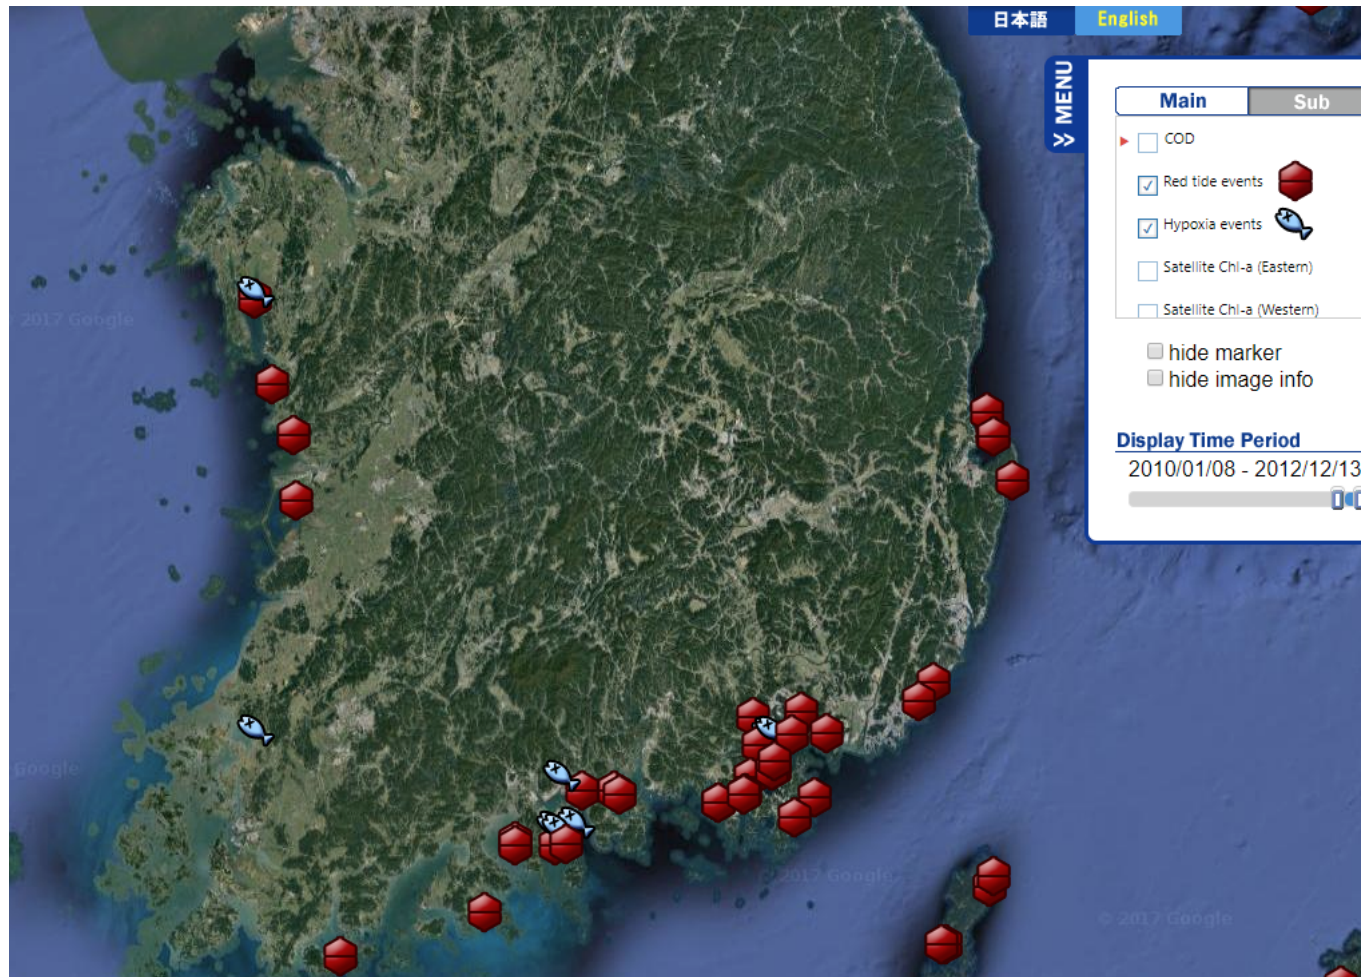 日本語 English
>> MENU
Main Sub
COD
Red tide events
Hypoxia events
Satellite Chl-a (Eastern)
Satellite Chl-a (Western)
hide marker
hide image info
Display Time Period
2010/01/08 - 2012/12/13
2017 Google
Google
2017 Google
© 2017 Google